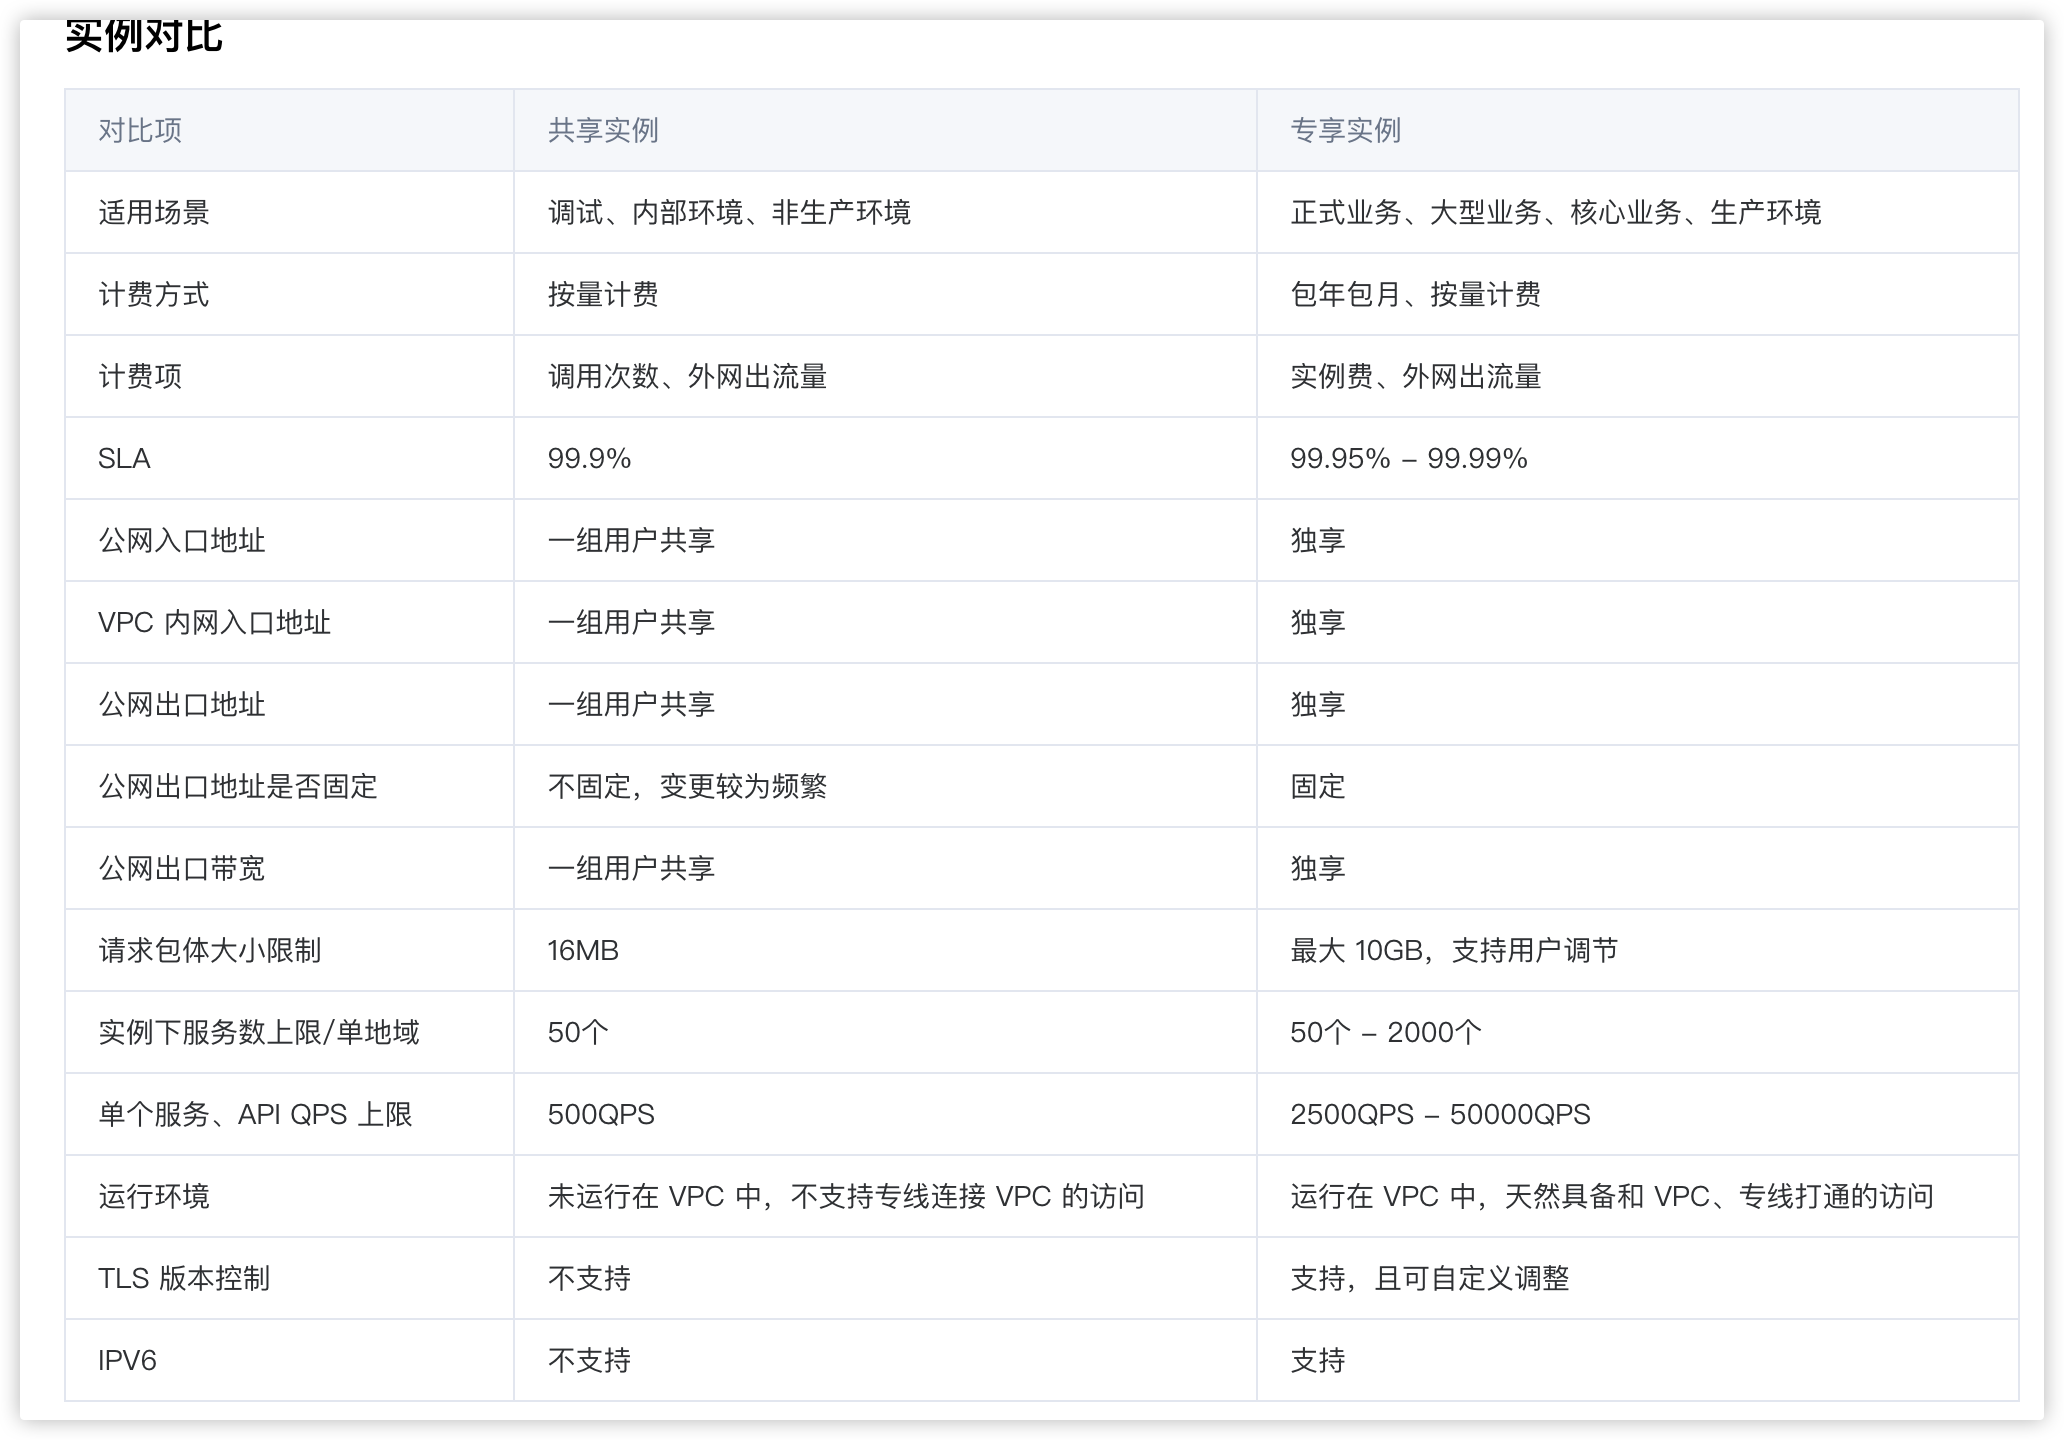 实例对比
对比项 共享实例 专享实例
适用场景 调试、内部环境、非生产环境 正式业务、大型业务、核心业务、生产环境
计费方式 按量计费 包年包月、按量计费
计费项 调用次数、外网出流量 实例费、外网出流量
SLA 99.9% 99.95% – 99.99%
公网入口地址 一组用户共享 独享
VPC 内网入口地址 一组用户共享 独享
公网出口地址 一组用户共享 独享
公网出口地址是否固定 不固定，变更较为频繁 固定
公网出口带宽 一组用户共享 独享
请求包体大小限制 16MB 最大 10GB，支持用户调节
实例下服务数上限/单地域 50个 50个 – 2000个
单个服务、API QPS 上限 500QPS 2500QPS – 50000QPS
运行环境 未运行在 VPC 中，不支持专线连接 VPC 的访问 运行在 VPC 中，天然具备和 VPC、专线打通的访问
TLS 版本控制 不支持 支持，且可自定义调整
IPV6 不支持 支持